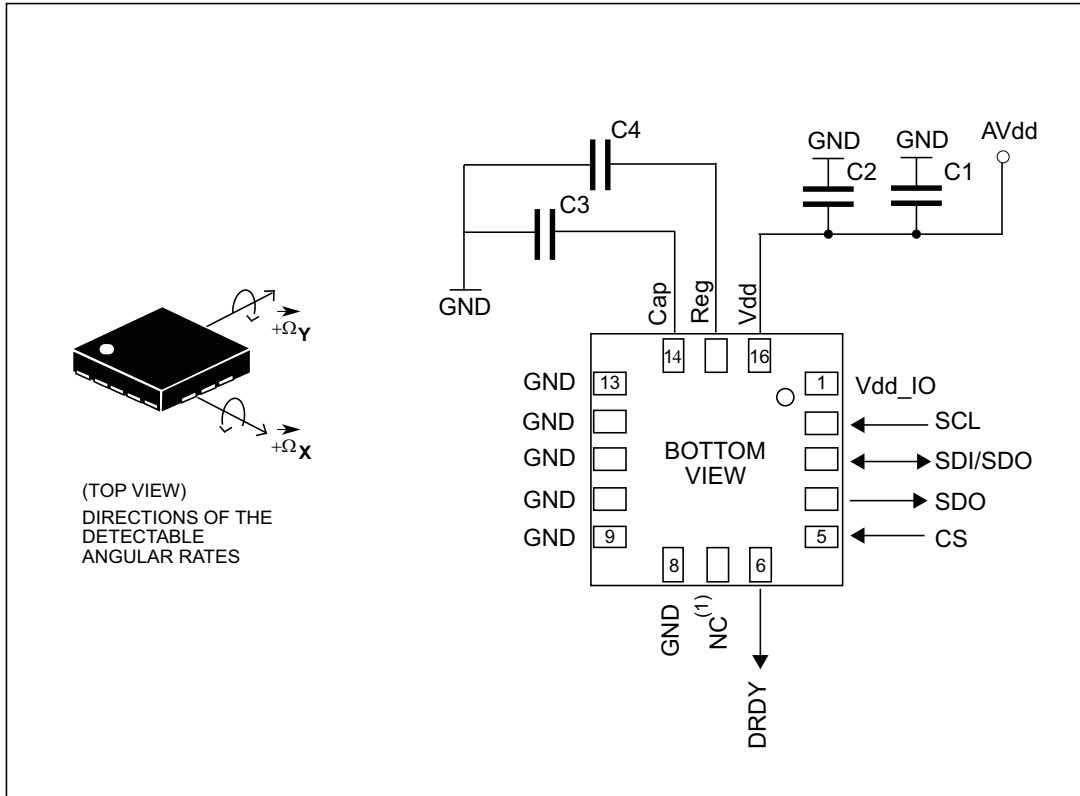 C4
C3
GND
GND
GND
AVdd
C2
C1
Cap
Reg
Vdd
+ΩY
+ΩX
(TOP VIEW)
DIRECTIONS OF THE
DETECTABLE
ANGULAR RATES
14
16
GND
13
1
Vdd_IO
GND
SCL
GND
BOTTOM
VIEW
SDI/SDO
GND
SDO
GND
9
5
CS
8
6
GND
NC(1)
DRDY